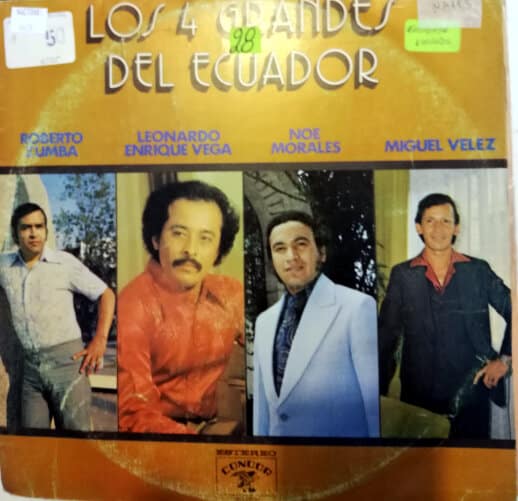 LOS 4 GRANDES
28
DEL ECUADOR
ROBERTO
ZUMBA
LEONARDO
ENRIQUE VEGA
NOE
MORALES
MIGUEL VELEZ
ESTEREO
CONDOR